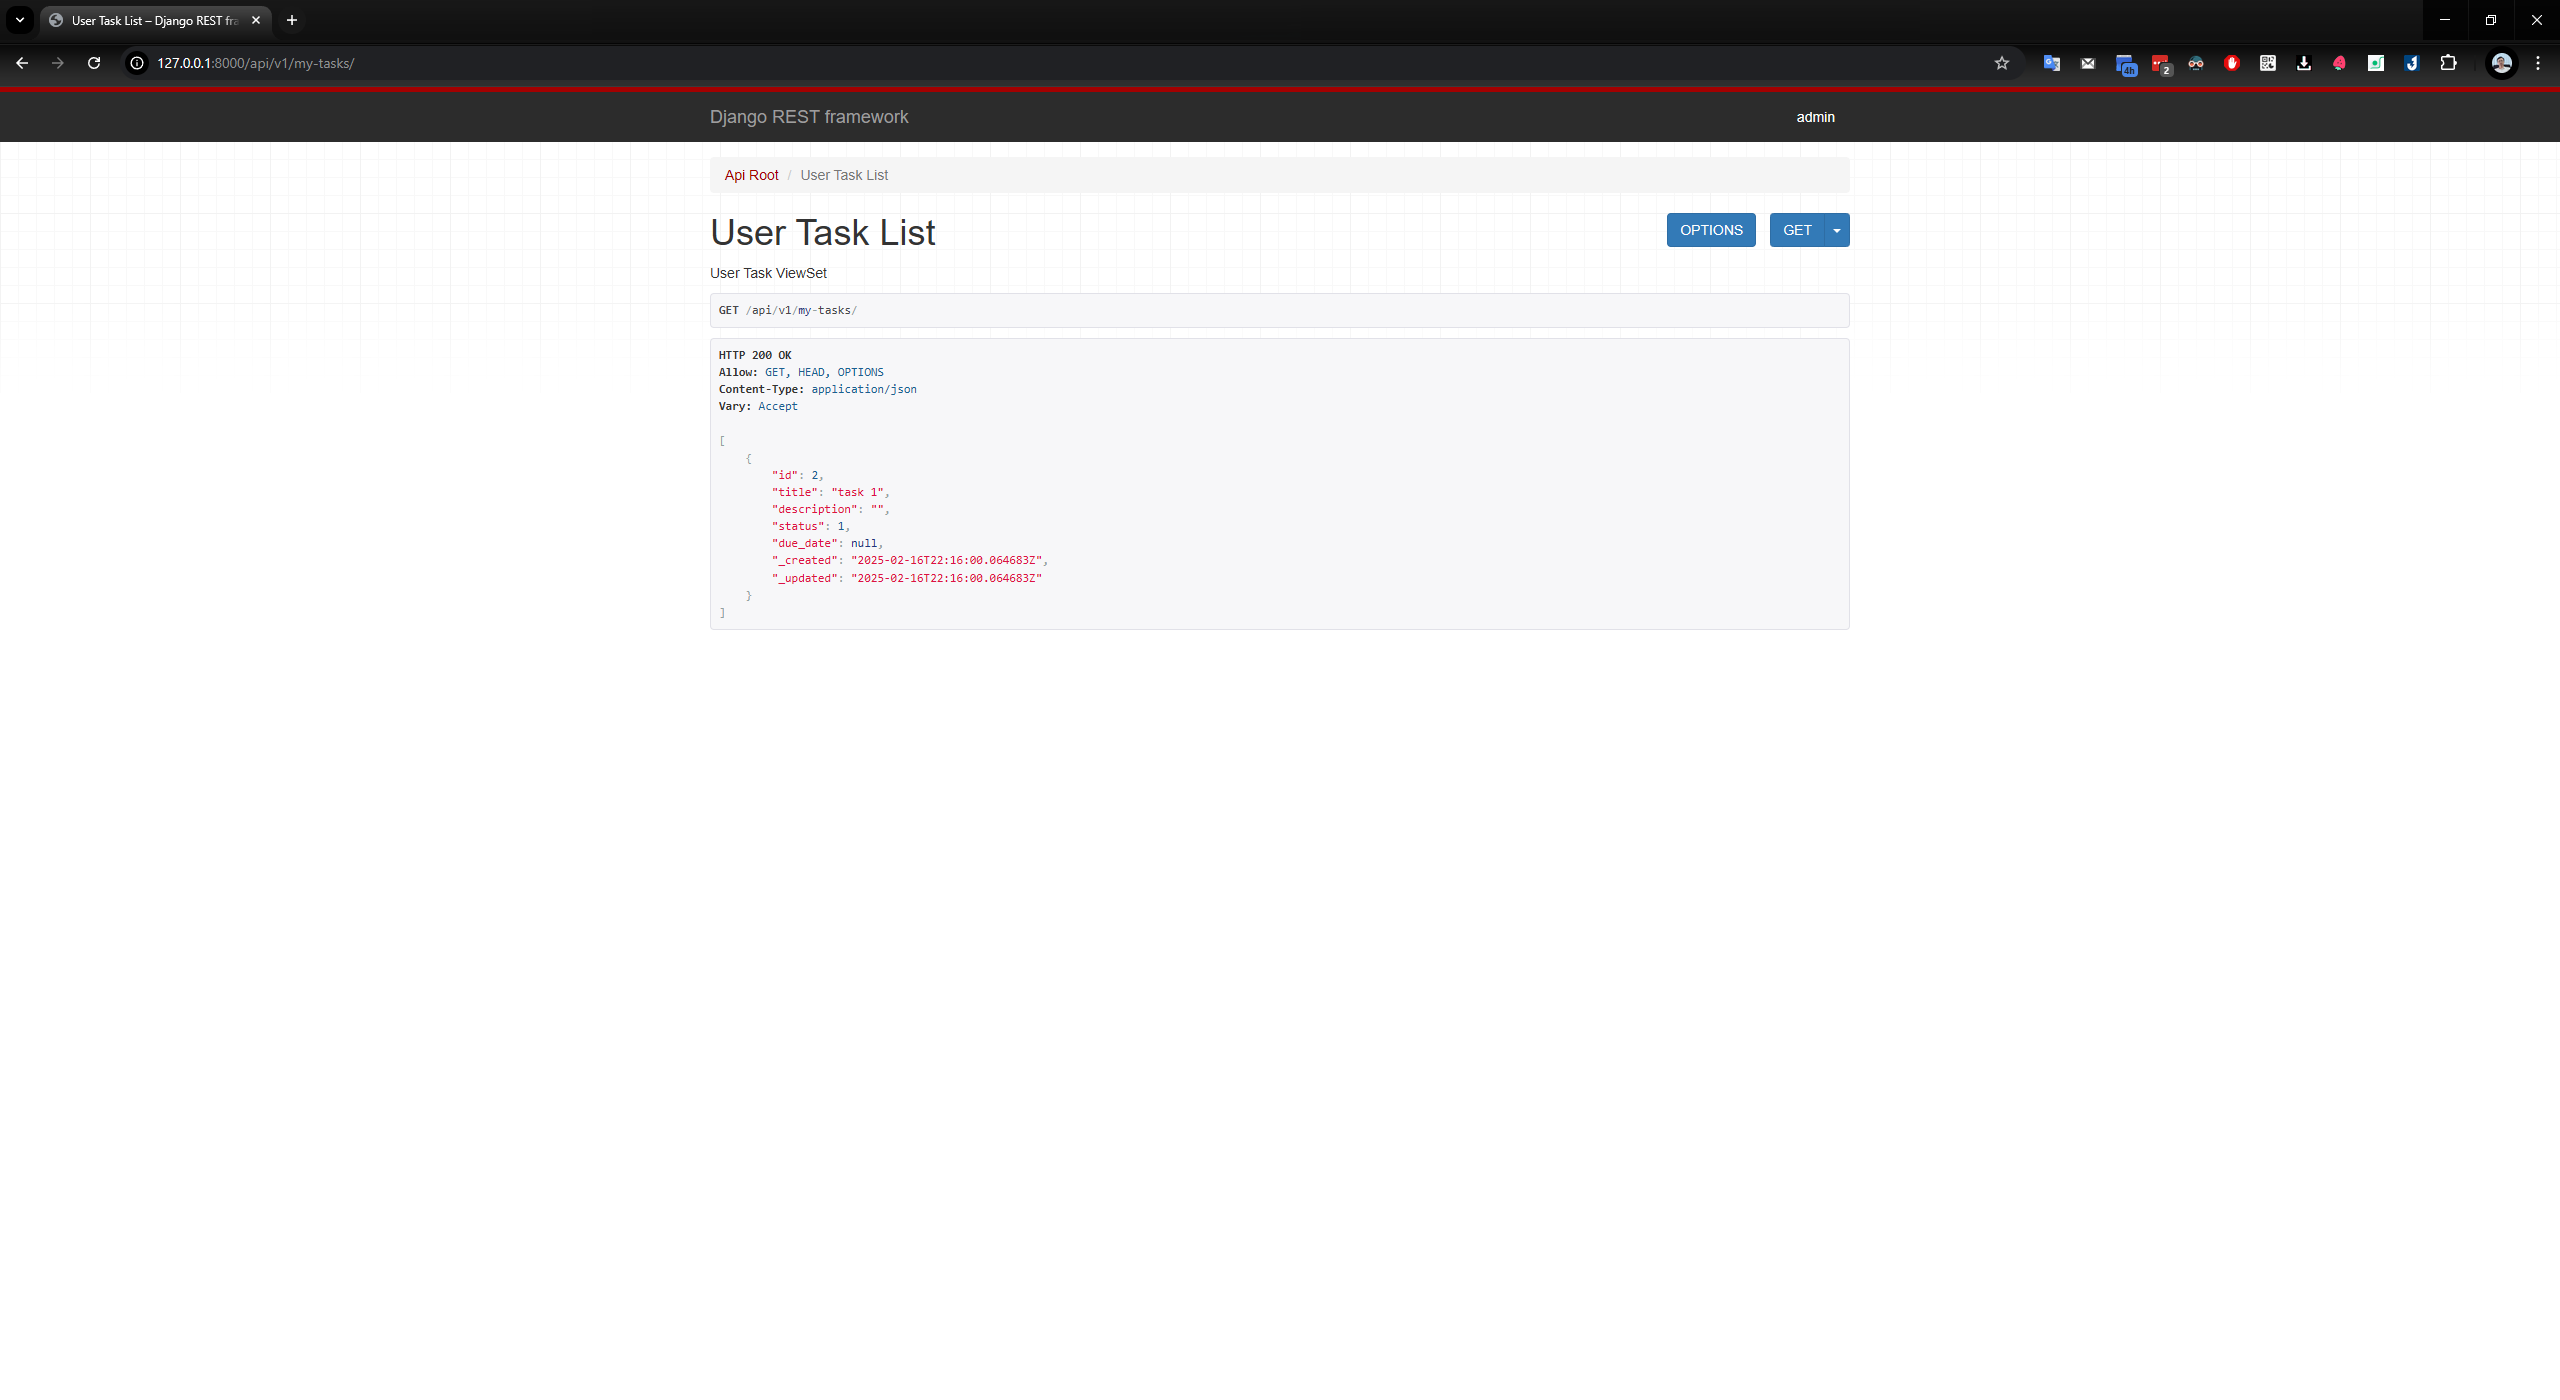 User Task List – Django REST fra
127.0.0.1:8000/api/v1/my-tasks/
4h
2
Django REST framework
admin
Api Root / User Task List
User Task List
OPTIONS
GET
User Task ViewSet
GET /api/v1/my-tasks/
HTTP 200 OK
Allow: GET, HEAD, OPTIONS
Content-Type: application/json
Vary: Accept
[
    {
        "id": 2,
        "title": "task 1",
        "description": "",
        "status": 1,
        "due_date": null,
        "_created": "2025-02-16T22:16:00.064683Z",
        "_updated": "2025-02-16T22:16:00.064683Z"
    }
]